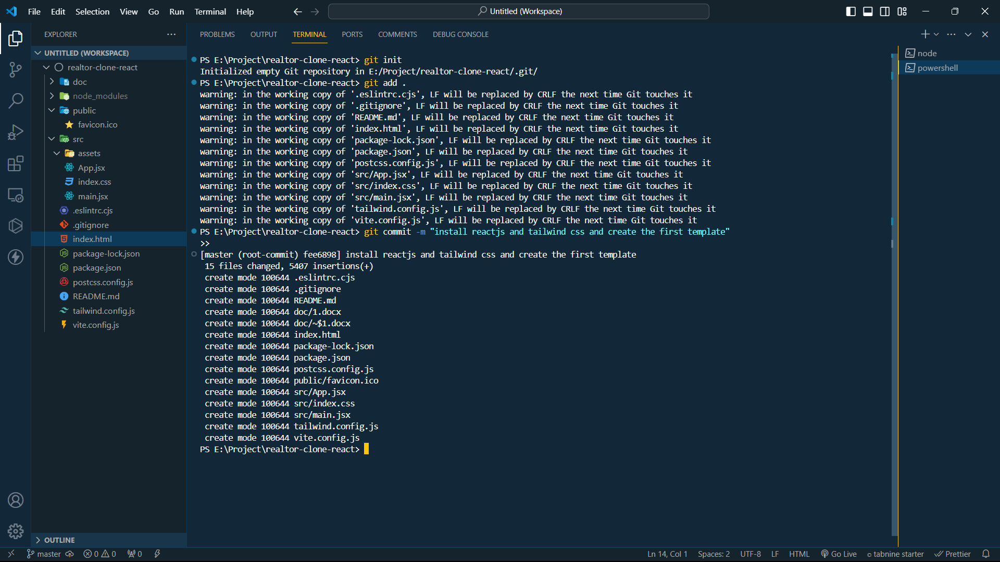 File Edit Selection View Go Run Terminal Help
Untitled (Workspace)
EXPLORER
UNTITLED (WORKSPACE)
realtor-clone-react
doc
node_modules
public
favicon.ico
src
assets
App.jsx
index.css
main.jsx
.eslintrc.cjs
.gitignore
index.html
package-lock.json
package.json
postcss.config.js
README.md
tailwind.config.js
vite.config.js
OUTLINE
PROBLEMS OUTPUT TERMINAL PORTS COMMENTS DEBUG CONSOLE
PS E:\Project\realtor-clone-react> git init
Initialized empty Git repository in E:/Project/realtor-clone-react/.git/
PS E:\Project\realtor-clone-react> git add .
warning: in the working copy of '.eslintrc.cjs', LF will be replaced by CRLF the next time Git touches it
warning: in the working copy of '.gitignore', LF will be replaced by CRLF the next time Git touches it
warning: in the working copy of 'README.md', LF will be replaced by CRLF the next time Git touches it
warning: in the working copy of 'index.html', LF will be replaced by CRLF the next time Git touches it
warning: in the working copy of 'package-lock.json', LF will be replaced by CRLF the next time Git touches it
warning: in the working copy of 'package.json', LF will be replaced by CRLF the next time Git touches it
warning: in the working copy of 'postcss.config.js', LF will be replaced by CRLF the next time Git touches it
warning: in the working copy of 'src/App.jsx', LF will be replaced by CRLF the next time Git touches it
warning: in the working copy of 'src/index.css', LF will be replaced by CRLF the next time Git touches it
warning: in the working copy of 'src/main.jsx', LF will be replaced by CRLF the next time Git touches it
warning: in the working copy of 'tailwind.config.js', LF will be replaced by CRLF the next time Git touches it
warning: in the working copy of 'vite.config.js', LF will be replaced by CRLF the next time Git touches it
PS E:\Project\realtor-clone-react> git commit -m "install reactjs and tailwind css and create the first template"
>>
[master (root-commit) fee6898] install reactjs and tailwind css and create the first template
15 files changed, 5407 insertions(+)
create mode 100644 .eslintrc.cjs
create mode 100644 .gitignore
create mode 100644 README.md
create mode 100644 doc/1.docx
create mode 100644 doc/~$1.docx
create mode 100644 index.html
create mode 100644 package-lock.json
create mode 100644 package.json
create mode 100644 postcss.config.js
create mode 100644 public/favicon.ico
create mode 100644 src/App.jsx
create mode 100644 src/index.css
create mode 100644 src/main.jsx
create mode 100644 tailwind.config.js
create mode 100644 vite.config.js
PS E:\Project\realtor-clone-react>
node
powershell
master 0 0 0 Ln 14, Col 1 Spaces: 2 UTF-8 LF HTML Go Live tabnine starter Prettier